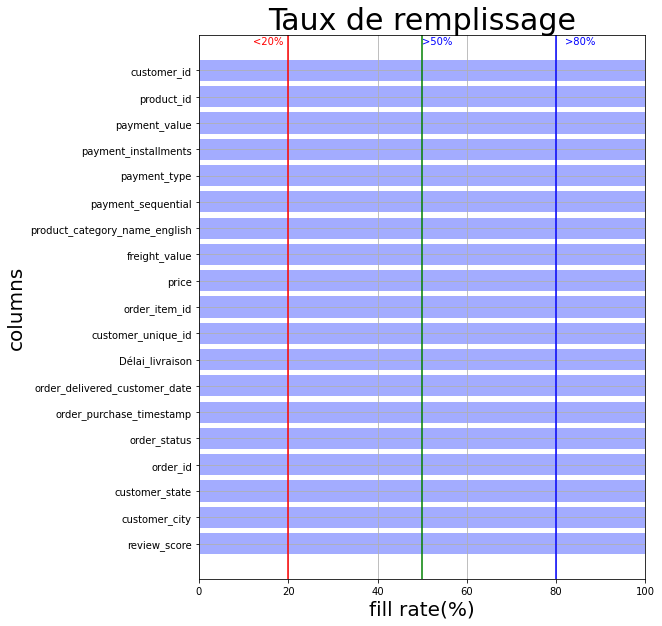 Taux de remplissage
<20%
>50%
>80%
customer_id
product_id
payment_value
payment_installments
payment_type
payment_sequential
product_category_name_english
freight_value
price
order_item_id
customer_unique_id
Délai_livraison
order_delivered_customer_date
order_purchase_timestamp
order_status
order_id
customer_state
customer_city
review_score
columns
0 20 40 60 80 100
fill rate(%)